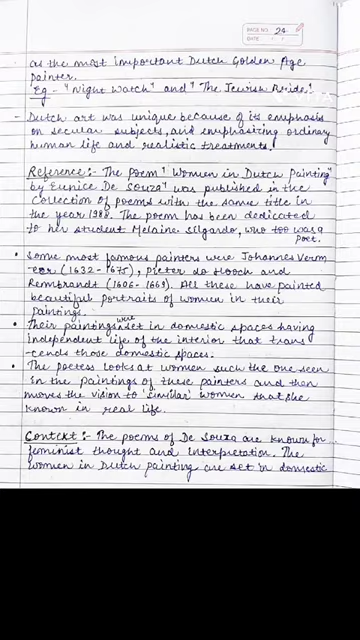 PAGE NO. 24
DATE
as the most important Dutch Golden Age
painter.
Eg - "Night Watch" and "The Jewish Bride."
- Dutch art was unique because of its emphasis
on secular subjects, and emphasizing ordinary
human life and realistic treatments.
Reference :- The poem "Women in Dutch Painting"
by Eunice De Souza was published in the
collection of poems with the same title in
the year 1988. The poem has been dedicated
to her student Melaine Silgardo, who too was a
poet.
• Some most famous painters were Johannes Verm
-eer (1632 - 1675), Pieter do Hooch and
Rembrandts (1606 - 1669). All these have painted
beautiful portraits of women in their
paintings.
• Their paintings were set in domestic spaces having
independent life of the interior that trans
-cends those domestic spaces.
• The poetess looks at women such the one seen
in the paintings of these painters and then
moves the vision to 'similar' women that she
known in real life.
Context :- The poems of De Souza are known for
feminist thought and interpretation. The
women in Dutch painting are set in domestic